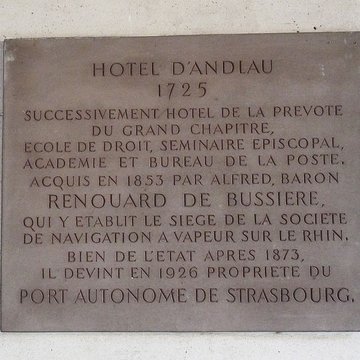 HOTEL D'ANDLAU
1725
SUCCESSIVEMENT HOTEL DE LA PREVOTE
DU GRAND CHAPITRE,
ECOLE DE DROIT, SEMINAIRE EPISCOPAL,
ACADEMIE ET BUREAU DE LA POSTE.
ACQUIS EN 1853 PAR ALFRED, BARON
RENOUARD DE BUSSIERE,
QUI Y ETABLIT LE SIEGE DE LA SOCIETE
DE NAVIGATION A VAPEUR SUR LE RHIN.
BIEN DE L'ETAT APRES 1873,
IL DEVINT EN 1926 PROPRIETE DU
PORT AUTONOME DE STRASBOURG.